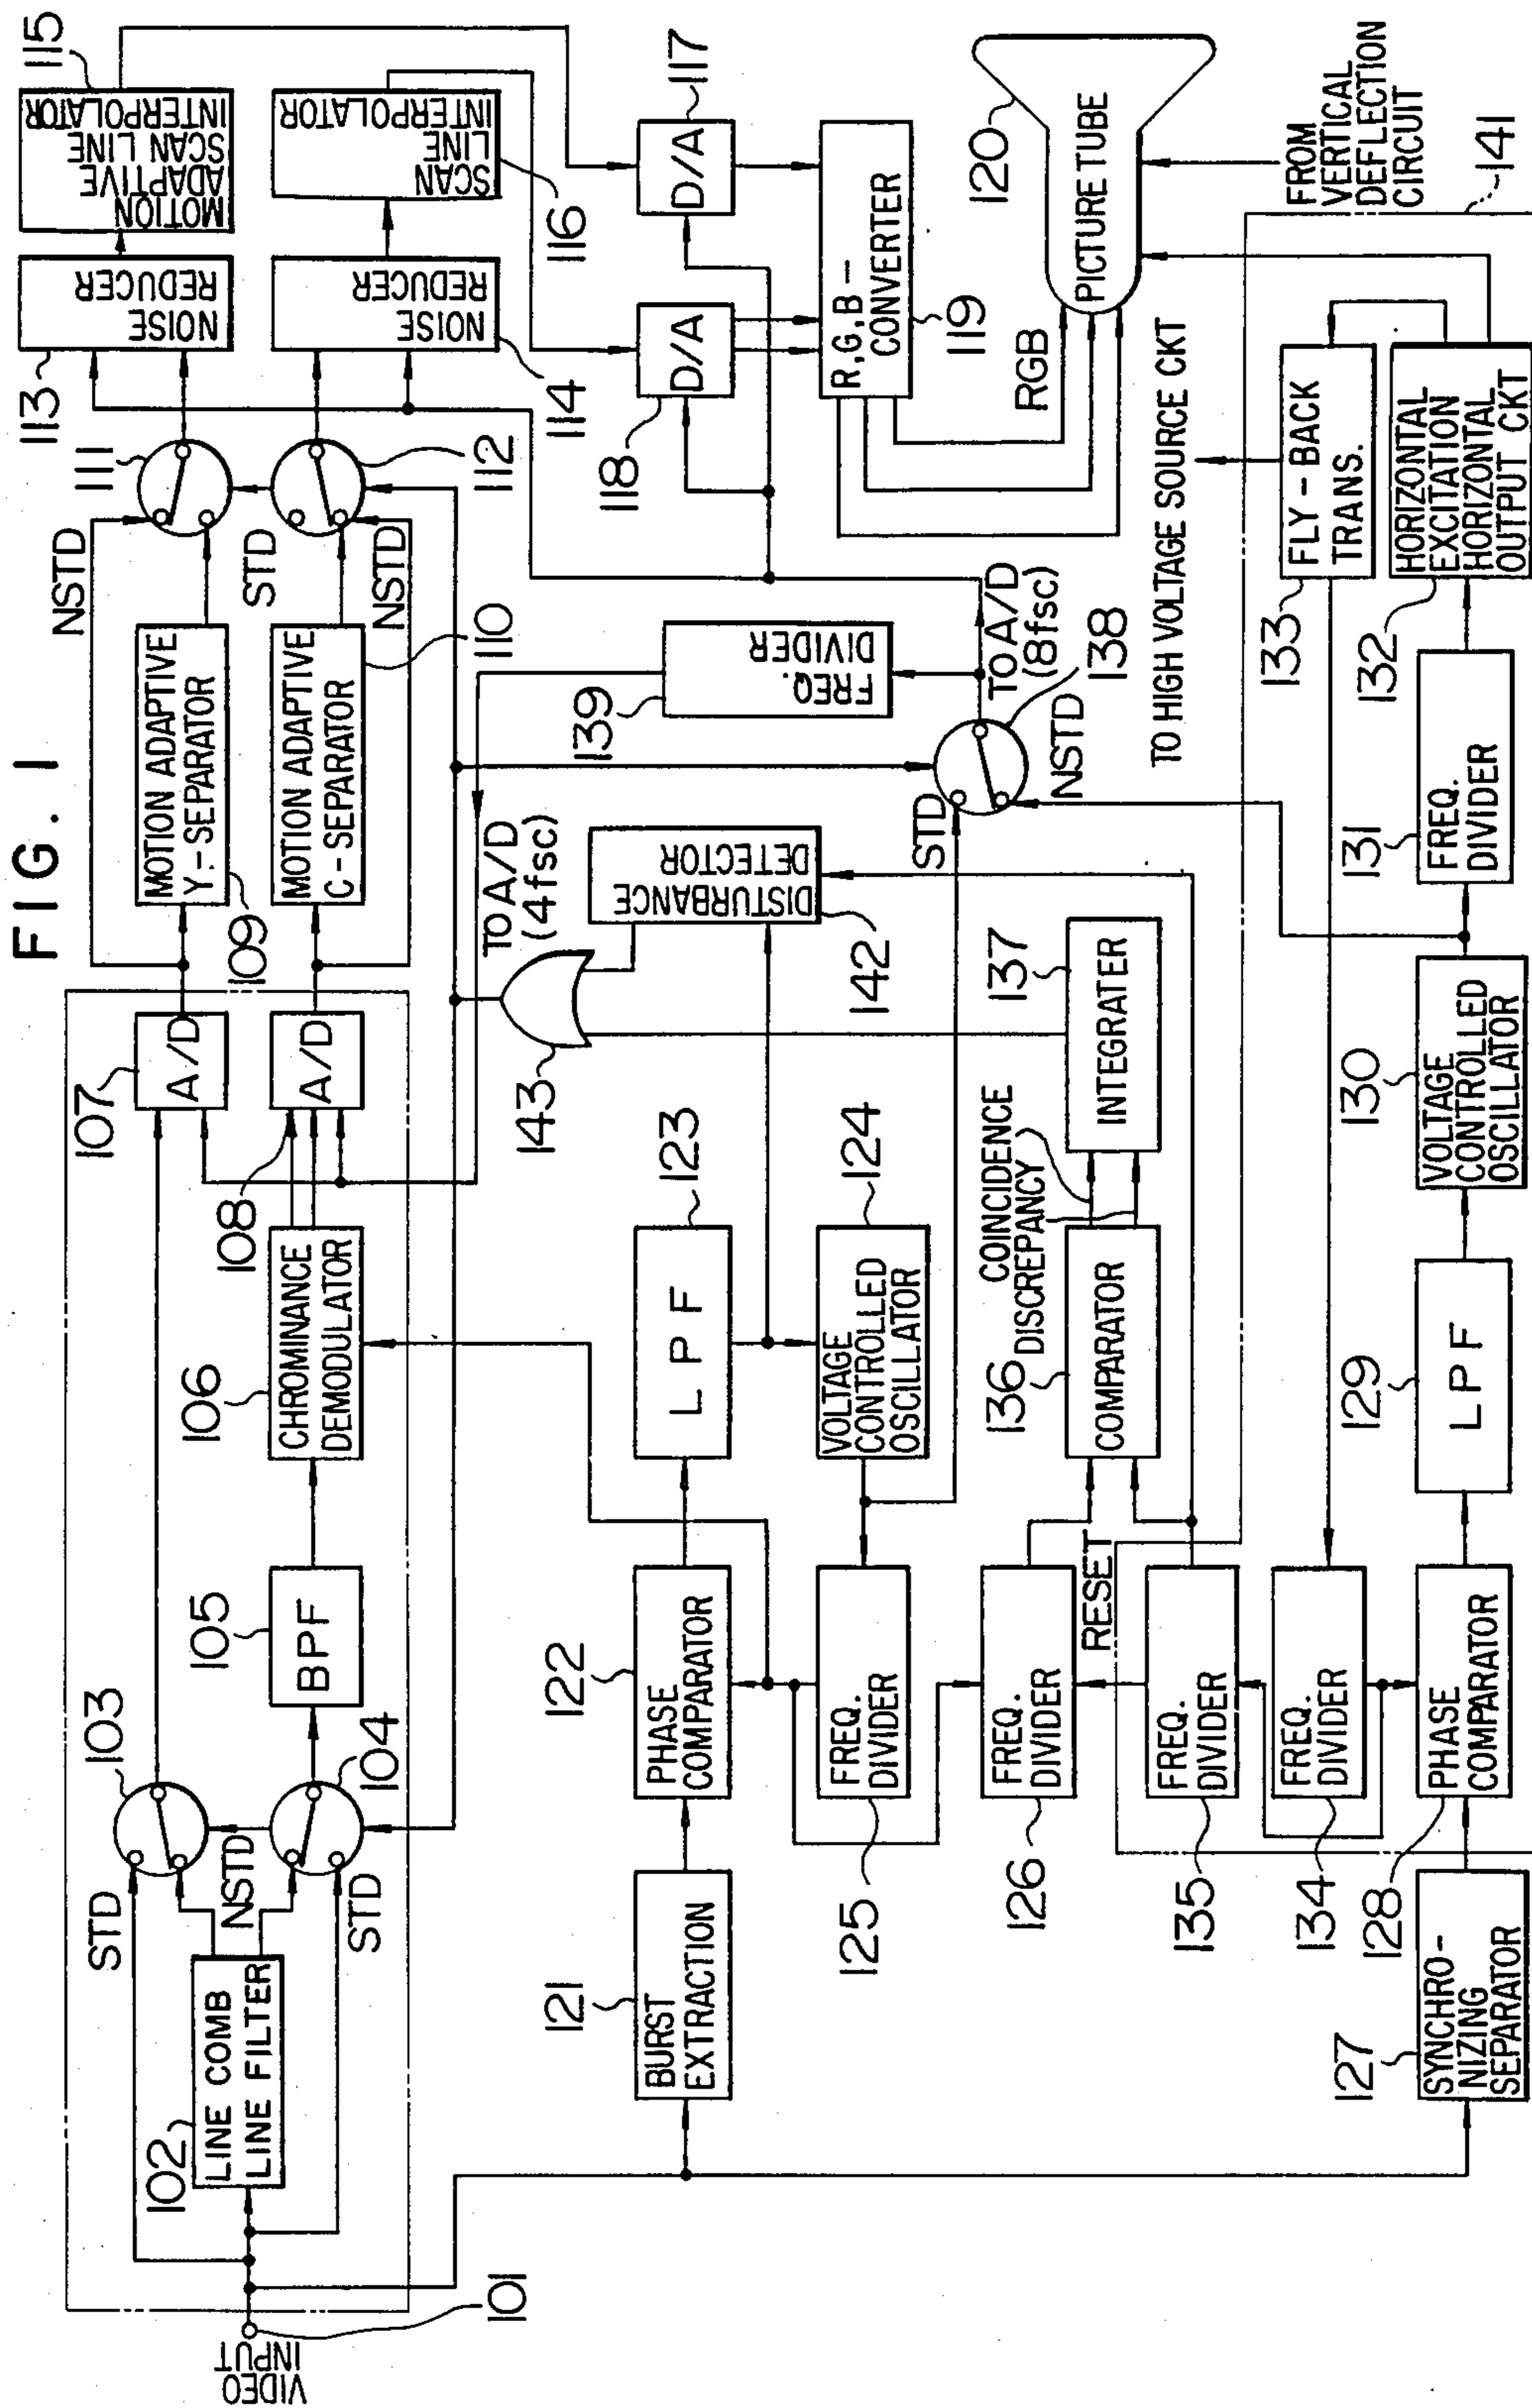 FIG. 1
VIDEO
INPUT
101
102
LINE COMB
LINE FILTER
STD
NSTD
STD
103
104
105
BPF
106
CHROMINANCE
DEMODULATOR
107
A/D
108
A/D
NSTD
MOTION ADAPTIVE
Y-SEPARATOR
109
STD
MOTION ADAPTIVE
C-SEPARATOR
NSTD
110
111
112
113
NOISE
REDUCER
114
NOISE
REDUCER
115
MOTION
ADAPTIVE
SCAN LINE
INTERPOLATOR
116
SCAN
LINE
INTERPOLATOR
TO A/D
(4fsc)
139
FREQ.
DIVIDER
TO A/D
(8fsc)
138
STD
NSTD
118
D/A
117
D/A
R,G,B-
CONVERTER
119
RGB
120
PICTURE TUBE
FROM
VERTICAL
DEFLECTION
CIRCUIT
141
143
DISTURBANCE
DETECTOR
142
121
BURST
EXTRACTION
122
PHASE
COMPARATOR
123
LPF
124
VOLTAGE
CONTROLLED
OSCILLATOR
125
FREQ.
DIVIDER
126
FREQ.
DIVIDER
RESET
136
COMPARATOR
COINCIDENCE
DISCREPANCY
137
INTEGRATER
135
FREQ.
DIVIDER
134
FREQ.
DIVIDER
TO HIGH VOLTAGE SOURCE CKT
133
FLY-BACK
TRANS.
127
SYNCHRO-
NIZING
SEPARATOR
128
PHASE
COMPARATOR
129
LPF
130
VOLTAGE
CONTROLLED
OSCILLATOR
131
FREQ.
DIVIDER
132
HORIZONTAL
EXCITATION
HORIZONTAL
OUTPUT CKT